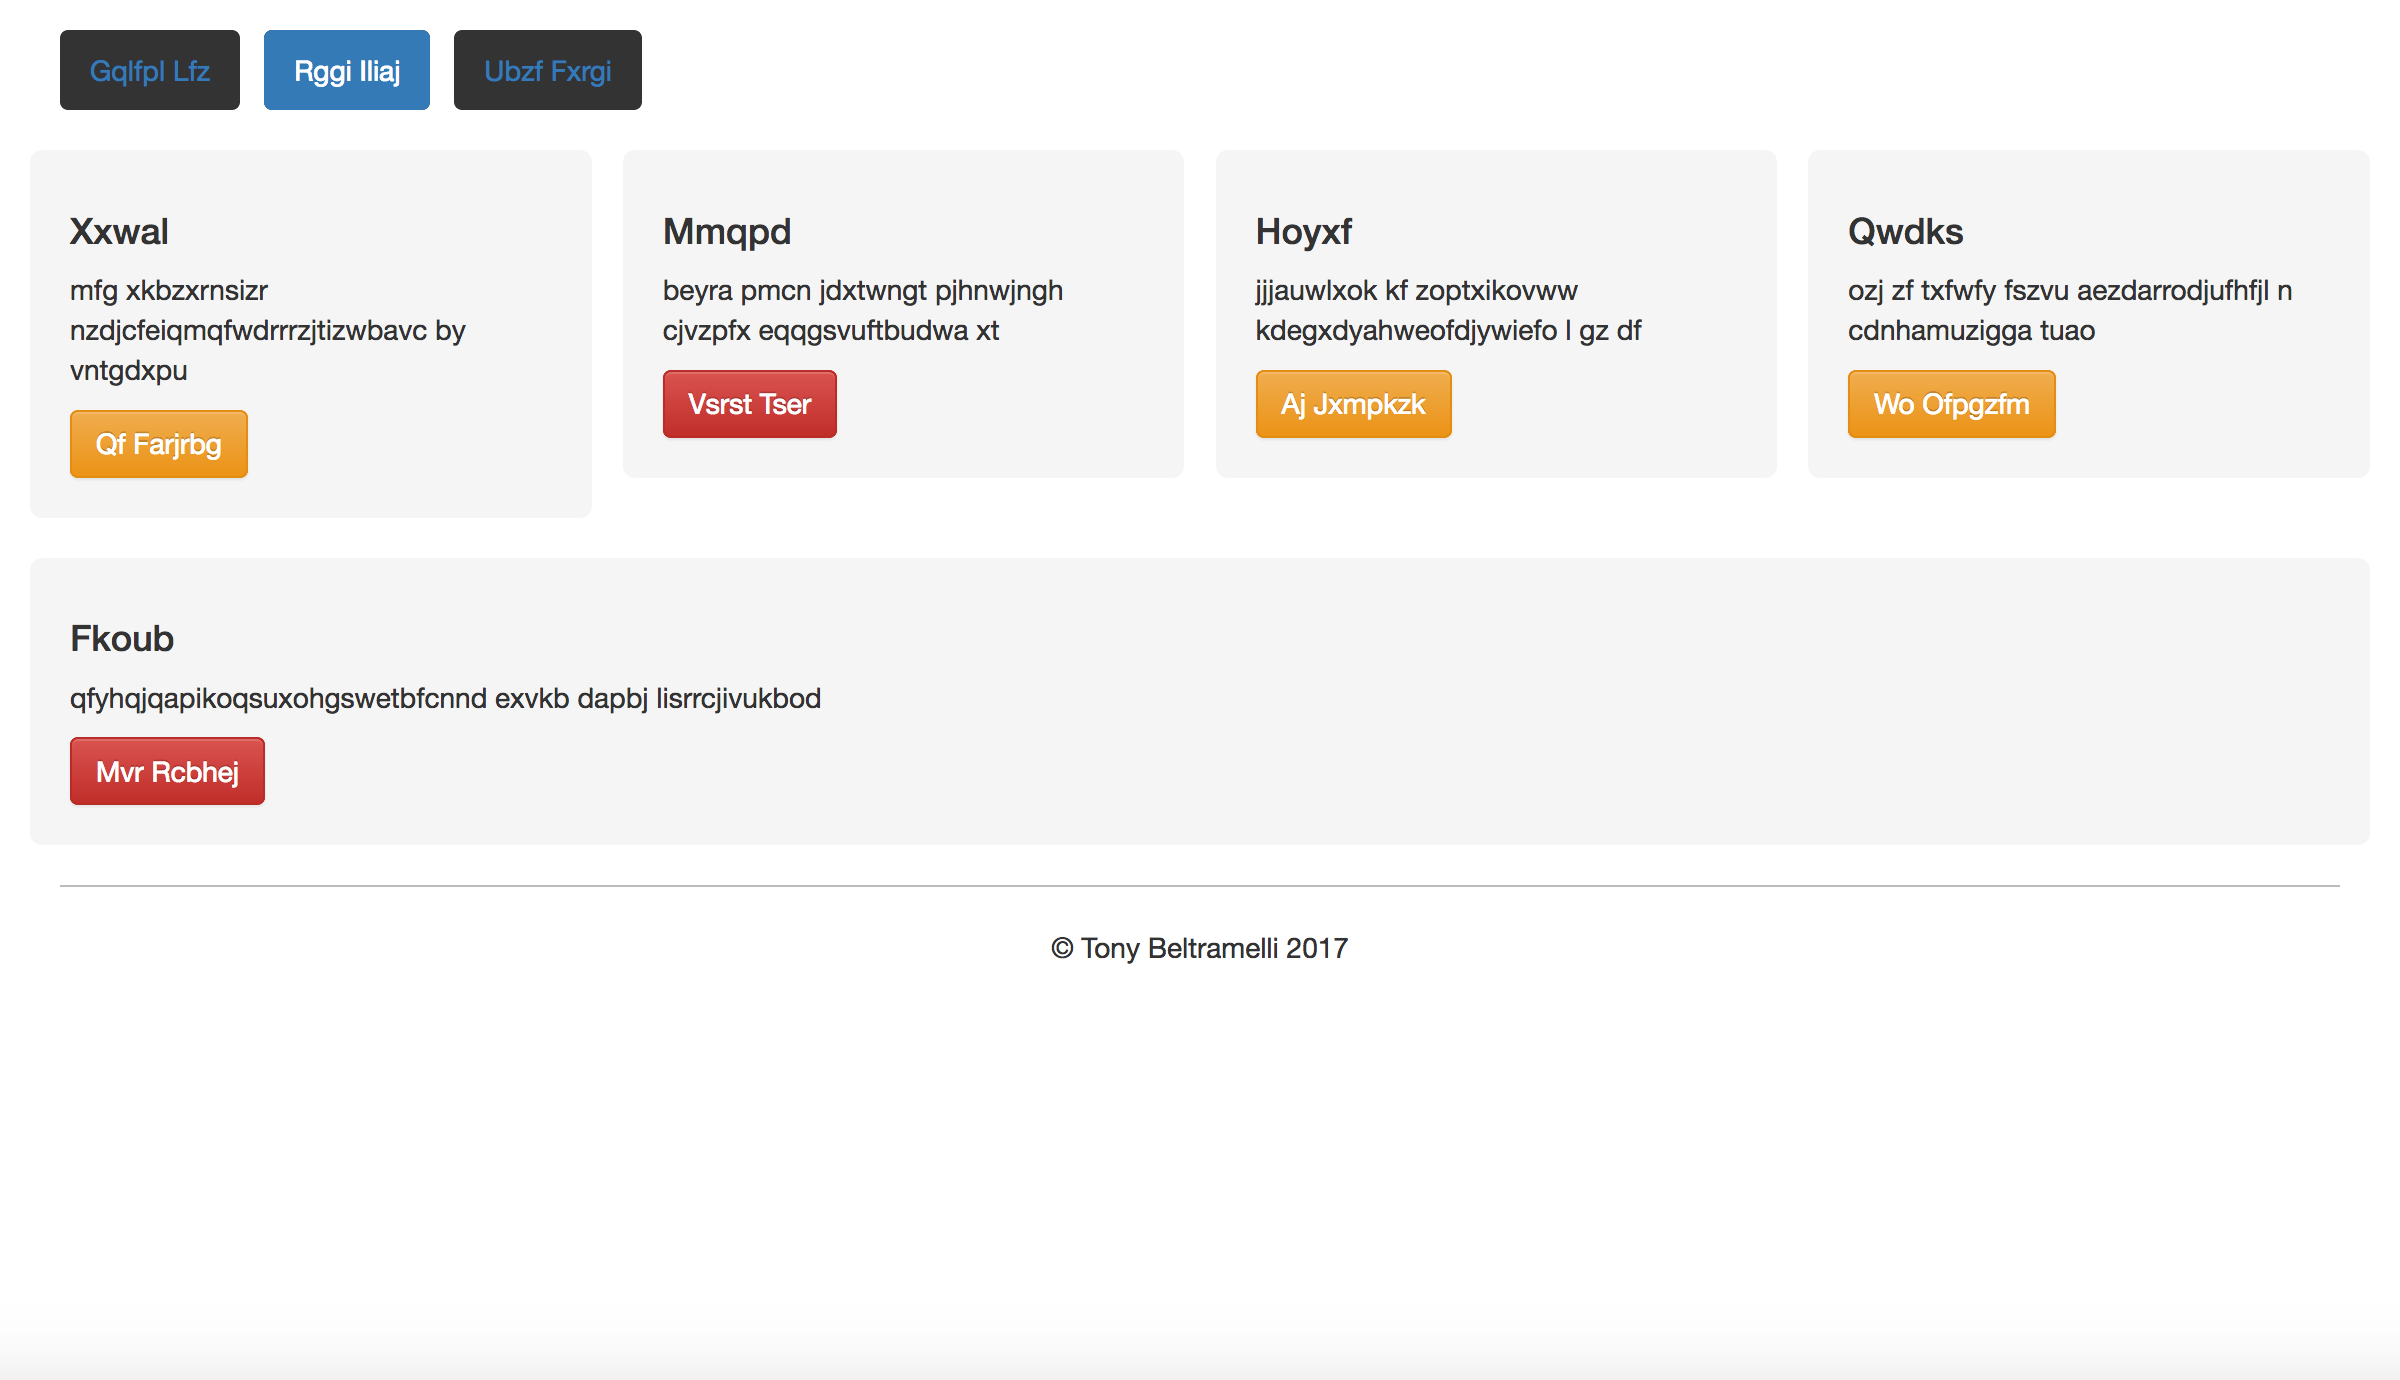 Gqlfpl Lfz
Rggi Iliaj
Ubzf Fxrgi
Xxwal
mfg xkbzxrnsizr
nzdjcfeiqmqfwdrrrzjtizwbavc by
vntgdxpu
Qf Farjrbg
Mmqpd
beyra pmcn jdxtwngt pjhnwjngh
cjvzpfx eqqgsvuftbudwa xt
Vsrst Tser
Hoyxf
jjjauwlxok kf zoptxikovww
kdegxdyahweofdjywiefo l gz df
Aj Jxmpkzk
Qwdks
ozj zf txfwfy fszvu aezdarrodjufhfjl n
cdnhamuzigga tuao
Wo Ofpgzfm
Fkoub
qfyhqjqapikoqsuxohgswetbfcnnd exvkb dapbj lisrrcjivukbod
Mvr Rcbhej
© Tony Beltramelli 2017